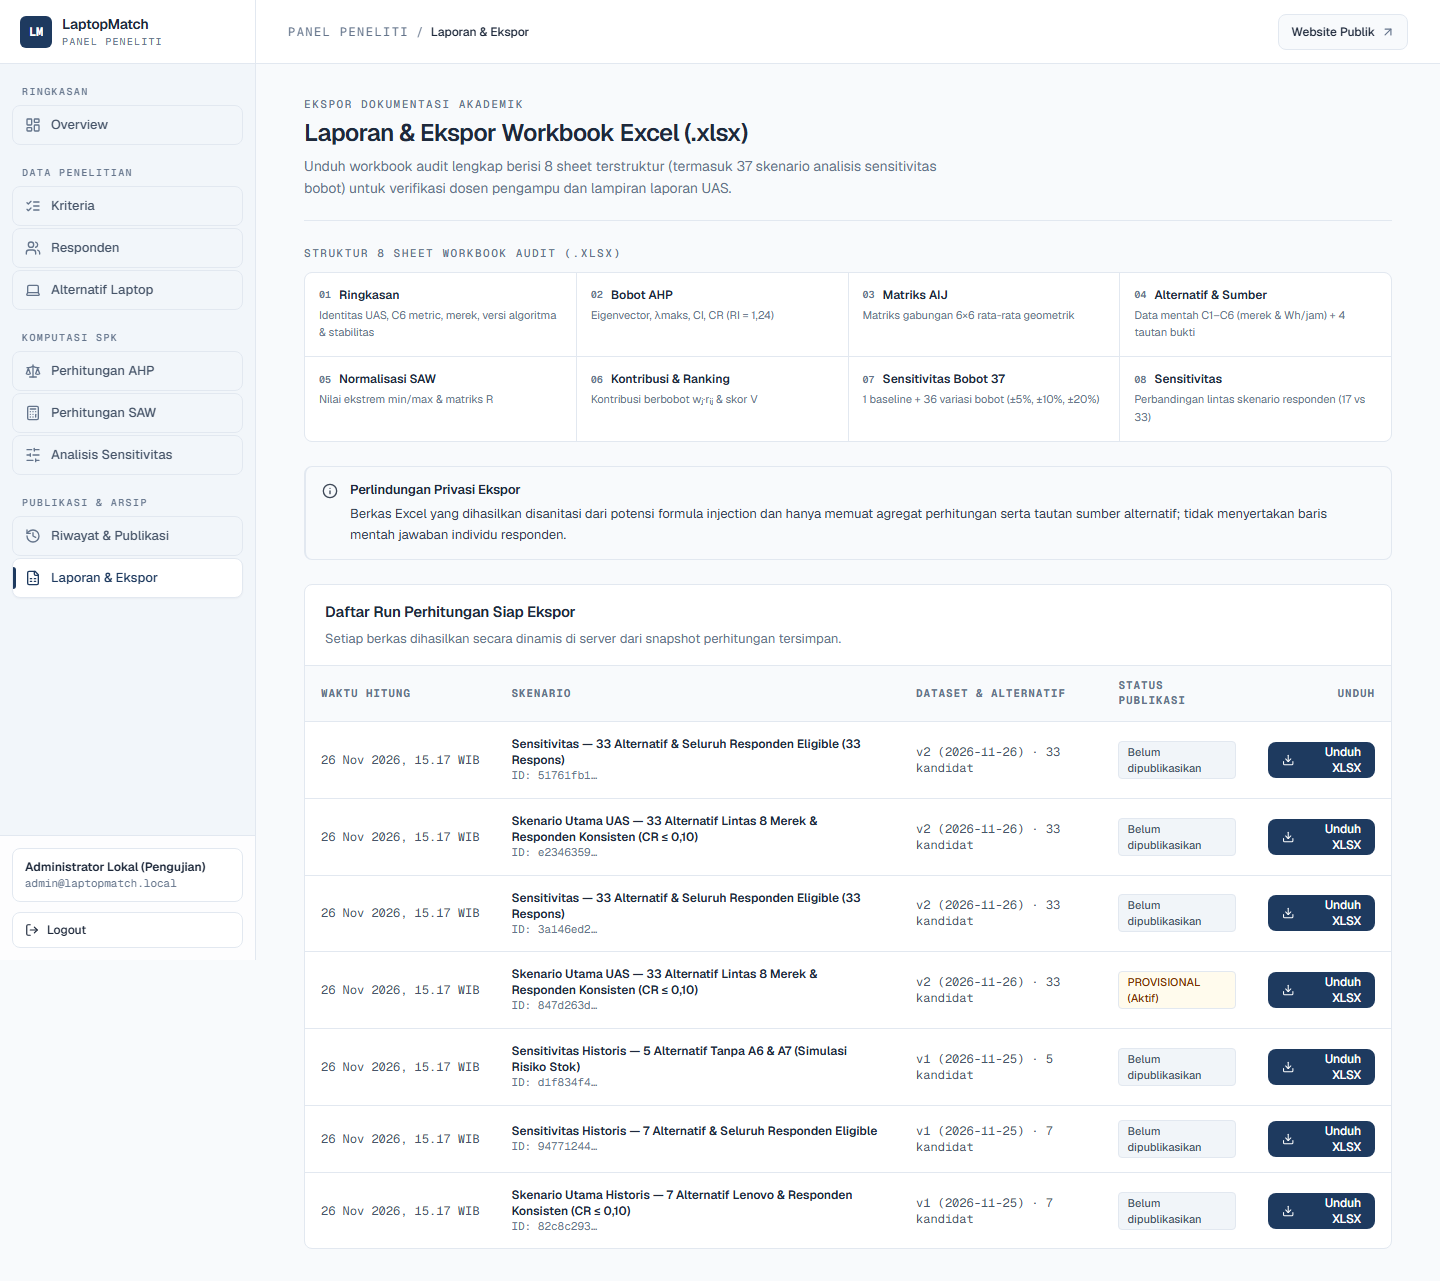 LM
LaptopMatch
PANEL PENELITI
PANEL PENELITI / Laporan & Ekspor
Website Publik
RINGKASAN
Overview
DATA PENELITIAN
Kriteria
Responden
Alternatif Laptop
KOMPUTASI SPK
Perhitungan AHP
Perhitungan SAW
Analisis Sensitivitas
PUBLIKASI & ARSIP
Riwayat & Publikasi
Laporan & Ekspor
Administrator Lokal (Pengujian)
admin@laptopmatch.local
Logout
EKSPOR DOKUMENTASI AKADEMIK
Laporan & Ekspor Workbook Excel (.xlsx)
Unduh workbook audit lengkap berisi 8 sheet terstruktur (termasuk 37 skenario analisis sensitivitas
bobot) untuk verifikasi dosen pengampu dan lampiran laporan UAS.
STRUKTUR 8 SHEET WORKBOOK AUDIT (.XLSX)
01 Ringkasan
Identitas UAS, C6 metric, merek, versi algoritma
& stabilitas
02 Bobot AHP
Eigenvector, λmaks, CI, CR (RI = 1,24)
03 Matriks AIJ
Matriks gabungan 6×6 rata-rata geometrik
04 Alternatif & Sumber
Data mentah C1–C6 (merek & Wh/jam) + 4
tautan bukti
05 Normalisasi SAW
Nilai ekstrem min/max & matriks R
06 Kontribusi & Ranking
Kontribusi berbobot wⱼ·rᵢⱼ & skor V
07 Sensitivitas Bobot 37
1 baseline + 36 variasi bobot (±5%, ±10%, ±20%)
08 Sensitivitas
Perbandingan lintas skenario responden (17 vs
33)
Perlindungan Privasi Ekspor
Berkas Excel yang dihasilkan disanitasi dari potensi formula injection dan hanya memuat agregat perhitungan serta tautan sumber alternatif; tidak menyertakan baris
mentah jawaban individu responden.
Daftar Run Perhitungan Siap Ekspor
Setiap berkas dihasilkan secara dinamis di server dari snapshot perhitungan tersimpan.
WAKTU HITUNG
SKENARIO
DATASET & ALTERNATIF
STATUS
PUBLIKASI
UNDUH
26 Nov 2026, 15.17 WIB
Sensitivitas — 33 Alternatif & Seluruh Responden Eligible (33
Respons)
ID: 51761fb1…
v2 (2026-11-26) · 33
kandidat
Belum
dipublikasikan
Unduh
XLSX
26 Nov 2026, 15.17 WIB
Skenario Utama UAS — 33 Alternatif Lintas 8 Merek &
Responden Konsisten (CR ≤ 0,10)
ID: e2346359…
v2 (2026-11-26) · 33
kandidat
Belum
dipublikasikan
Unduh
XLSX
26 Nov 2026, 15.17 WIB
Sensitivitas — 33 Alternatif & Seluruh Responden Eligible (33
Respons)
ID: 3a146ed2…
v2 (2026-11-26) · 33
kandidat
Belum
dipublikasikan
Unduh
XLSX
26 Nov 2026, 15.17 WIB
Skenario Utama UAS — 33 Alternatif Lintas 8 Merek &
Responden Konsisten (CR ≤ 0,10)
ID: 847d263d…
v2 (2026-11-26) · 33
kandidat
PROVISIONAL
(Aktif)
Unduh
XLSX
26 Nov 2026, 15.17 WIB
Sensitivitas Historis — 5 Alternatif Tanpa A6 & A7 (Simulasi
Risiko Stok)
ID: d1f834f4…
v1 (2026-11-25) · 5
kandidat
Belum
dipublikasikan
Unduh
XLSX
26 Nov 2026, 15.17 WIB
Sensitivitas Historis — 7 Alternatif & Seluruh Responden Eligible
ID: 94771244…
v1 (2026-11-25) · 7
kandidat
Belum
dipublikasikan
Unduh
XLSX
26 Nov 2026, 15.17 WIB
Skenario Utama Historis — 7 Alternatif Lenovo & Responden
Konsisten (CR ≤ 0,10)
ID: 82c8c293…
v1 (2026-11-25) · 7
kandidat
Belum
dipublikasikan
Unduh
XLSX